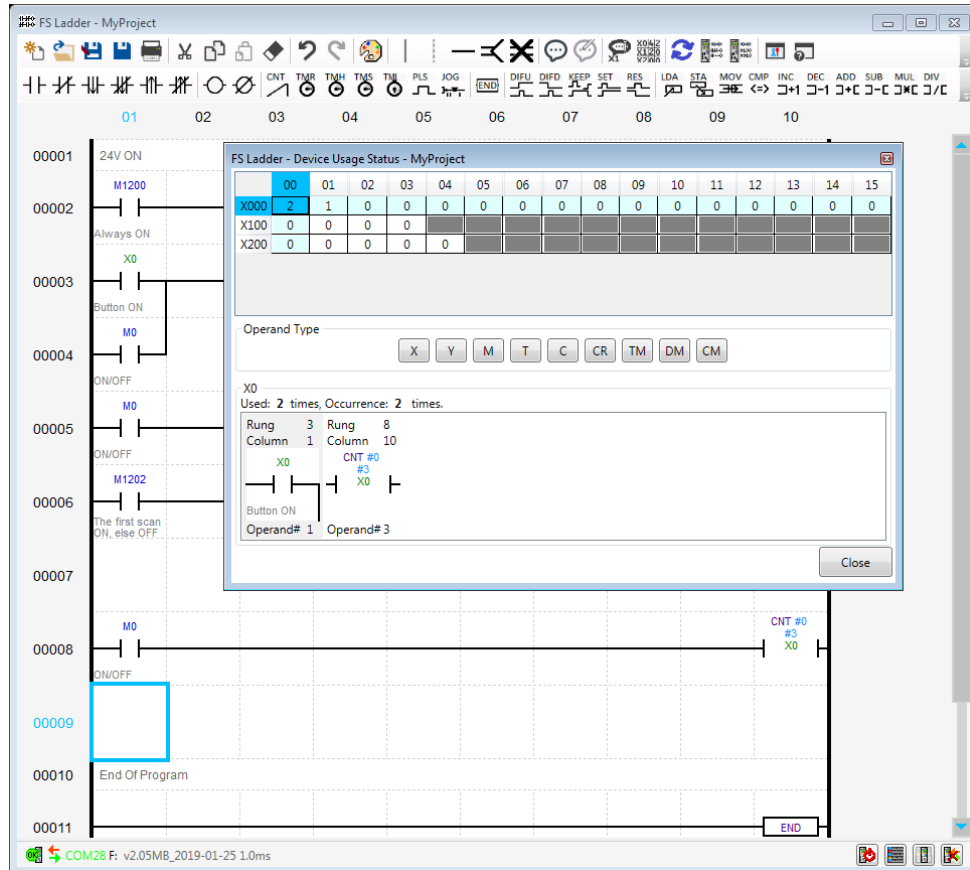 FS Ladder - MyProject
CNT TMR TMH TMS TML PLS JOG END DIFU DIFD KEEP SET RES LDA STA MOV CMP INC DEC ADD SUB MUL DIV
<=> +1 -1
01 02 03 04 05 06 07 08 09 10
00001 24V ON
M1200
00002
Always ON
X0
00003
Button ON
M0
00004
ON/OFF
M0
00005
ON/OFF
M1202
00006
The first scan
ON, else OFF
00007
M0
00008
ON/OFF
CNT #0
#3
X0
00009
00010 End Of Program
00011 END
FS Ladder - Device Usage Status - MyProject
00 01 02 03 04 05 06 07 08 09 10 11 12 13 14 15
X000 2 1 0 0 0 0 0 0 0 0 0 0 0 0 0 0
X100 0 0 0 0
X200 0 0 0 0 0
Operand Type
X Y M T C CR TM DM CM
X0
Used: 2 times, Occurrence: 2 times.
Rung 3 Rung 8
Column 1 Column 10
X0
Button ON
CNT #0
#3
X0
Operand# 1 Operand# 3
Close
OK COM28 F: v2.05MB_2019-01-25 1.0ms